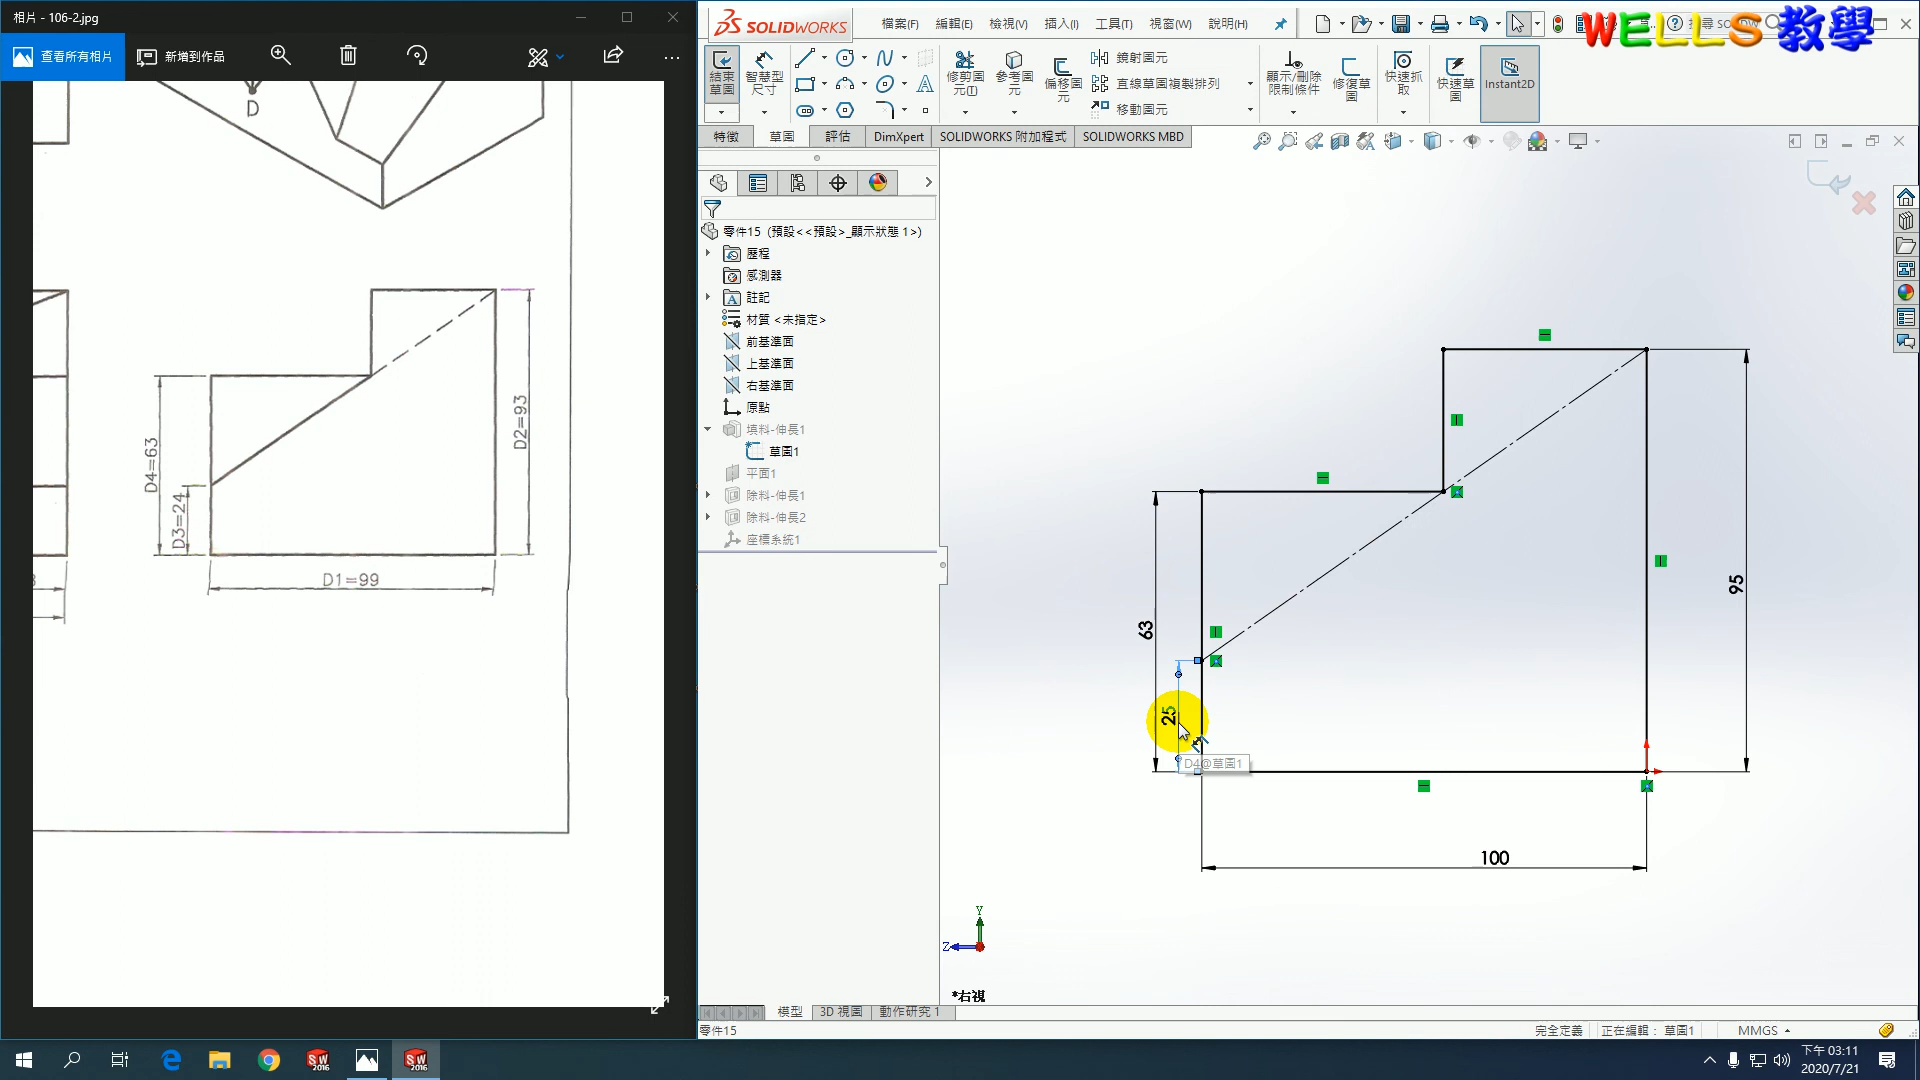 相片 - 106-2.jpg
查看所有相片
新增到作品
D
D4=63
D3=24
D2=93
D1=99
SOLIDWORKS
檔案(F)
編輯(E)
檢視(V)
插入(I)
工具(T)
視窗(W)
說明(H)
WELLS 教學
結束草圖
智慧型尺寸
修剪圖元(T)
參考圖元
偏移圖元
鏡射圖元
直線草圖複製排列
移動圖元
顯示/刪除限制條件
修復草圖
快速抓取
快速草圖
Instant2D
特徵
草圖
評估
DimXpert
SOLIDWORKS 附加程式
SOLIDWORKS MBD
零件15 (預設<<預設>_顯示狀態 1>)
歷程
感測器
註記
材質 <未指定>
前基準面
上基準面
右基準面
原點
填料-伸長1
草圖1
平面1
除料-伸長1
除料-伸長2
座標系統1
63
25
95
100
D4@草圖1
Y
Z
*右視
模型
3D 視圖
動作研究 1
零件15
完全定義
正在編輯： 草圖1
MMGS
SW 2016
SW 2016
下午 03:11
2020/7/21